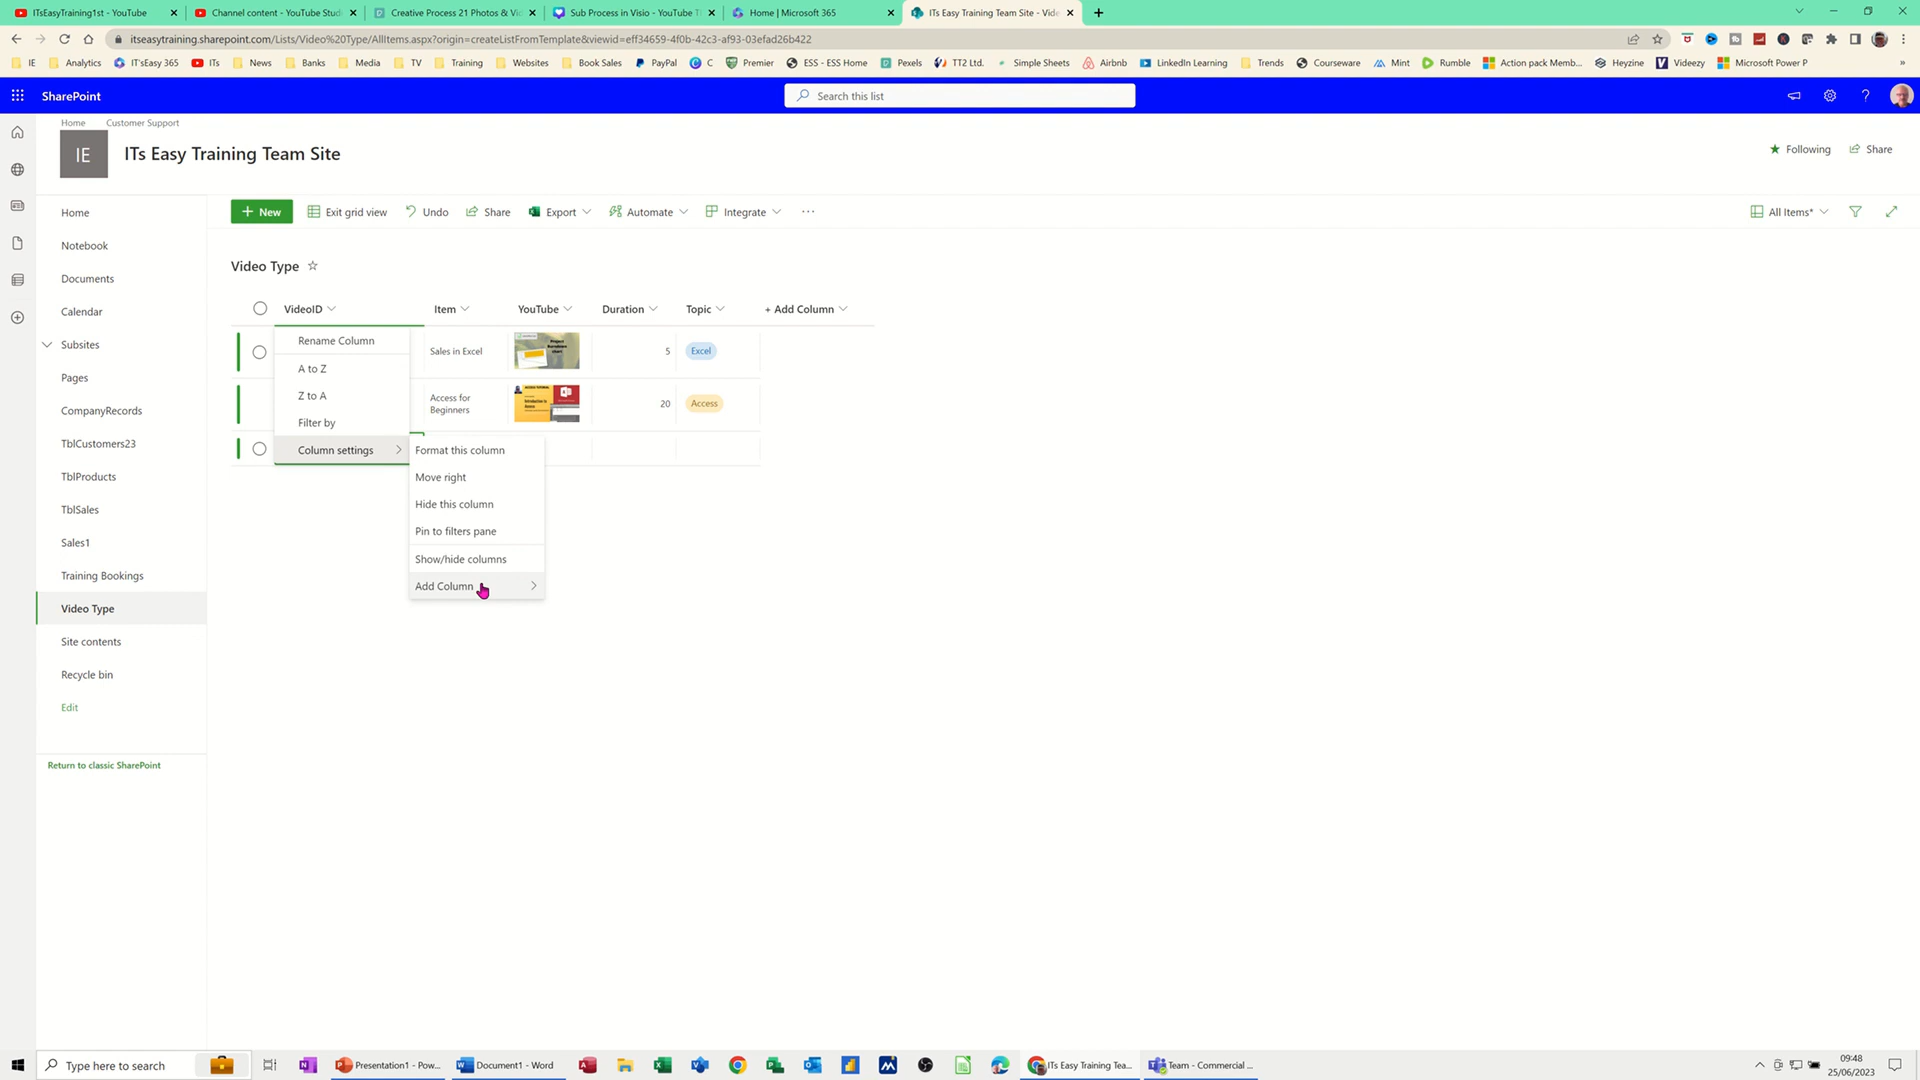 ITsEasyTraining1st - YouTube
Channel content - YouTube Stud
Creative Process 21 Photos & Vi
Sub Process in Visio - YouTube T
Home | Microsoft 365
ITs Easy Training Team Site - Vide
itseasytraining.sharepoint.com/Lists/Video%20Type/AllItems.aspx?origin=createListFromTemplate&viewid=eff34659-4f0b-42c3-af93-03efad26b422
IE Analytics IT'sEasy 365 ITs News Banks Media TV Training Websites Book Sales PayPal C Premier ESS - ESS Home Pexels TT2 Ltd. Simple Sheets Airbnb LinkedIn Learning Trends Courseware Mint Rumble Action pack Memb... Heyzine Videezy Microsoft Power P
SharePoint
Search this list
Home Customer Support
IE
ITs Easy Training Team Site
Following Share
Home
Notebook
Documents
Calendar
Subsites
Pages
CompanyRecords
TblCustomers23
TblProducts
TblSales
Sales1
Training Bookings
Video Type
Site contents
Recycle bin
Edit
Return to classic SharePoint
+ New Exit grid view Undo Share Export Automate Integrate ...
All Items*
Video Type
VideoID Item YouTube Duration Topic + Add Column
Sales in Excel 5 Excel
Access for
Beginners
20 Access
Rename Column
A to Z
Z to A
Filter by
Column settings
Format this column
Move right
Hide this column
Pin to filters pane
Show/hide columns
Add Column
Type here to search
Presentation1 - Pow...
Document1 - Word
ITs Easy Training Tea...
Team - Commercial ...
09:48
25/06/2023